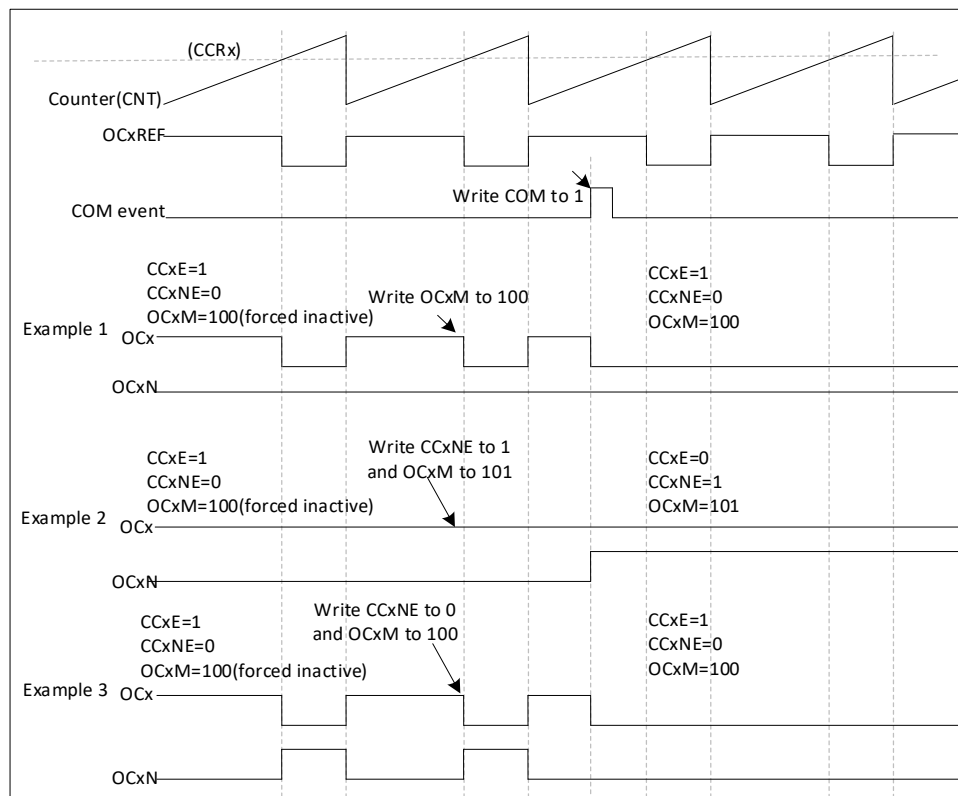 (CCRx)
Counter(CNT)
OCxREF
Write COM to 1
COM event
CCxE=1
CCxNE=0
OCxM=100(forced inactive)
Write OCxM to 100
CCxE=1
CCxNE=0
OCxM=100
Example 1
OCx
OCxN
CCxE=1
CCxNE=0
OCxM=100(forced inactive)
Write CCxNE to 1
and OCxM to 101
CCxE=0
CCxNE=1
OCxM=101
Example 2
OCx
OCxN
CCxE=1
CCxNE=0
OCxM=100(forced inactive)
Write CCxNE to 0
and OCxM to 100
CCxE=1
CCxNE=0
OCxM=100
Example 3
OCx
OCxN